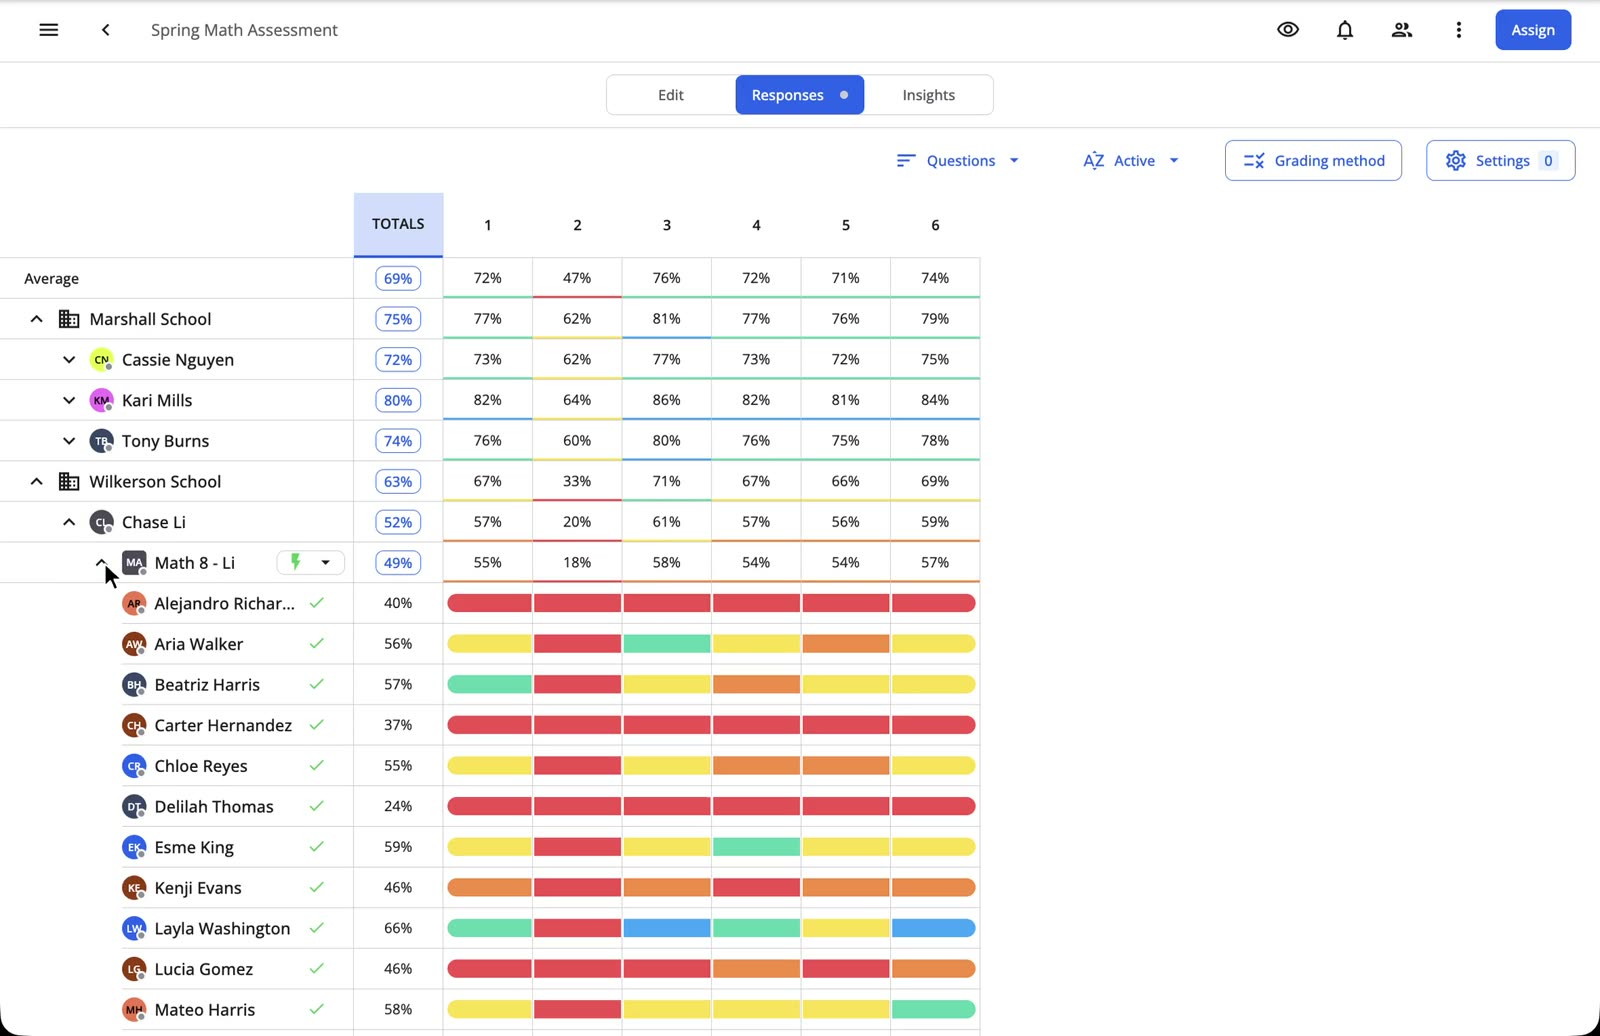 Spring Math Assessment
Assign
Edit Responses Insights
Questions Active Grading method Settings 0
TOTALS 1 2 3 4 5 6
Average 69% 72% 47% 76% 72% 71% 74%
Marshall School 75% 77% 62% 81% 77% 76% 79%
CN Cassie Nguyen 72% 73% 62% 77% 73% 72% 75%
KM Kari Mills 80% 82% 64% 86% 82% 81% 84%
TB Tony Burns 74% 76% 60% 80% 76% 75% 78%
Wilkerson School 63% 67% 33% 71% 67% 66% 69%
CL Chase Li 52% 57% 20% 61% 57% 56% 59%
MA Math 8 - Li 49% 55% 18% 58% 54% 54% 57%
AR Alejandro Richar... 40%
AW Aria Walker 56%
BH Beatriz Harris 57%
CH Carter Hernandez 37%
CR Chloe Reyes 55%
DT Delilah Thomas 24%
EK Esme King 59%
KE Kenji Evans 46%
LW Layla Washington 66%
LG Lucia Gomez 46%
MH Mateo Harris 58%